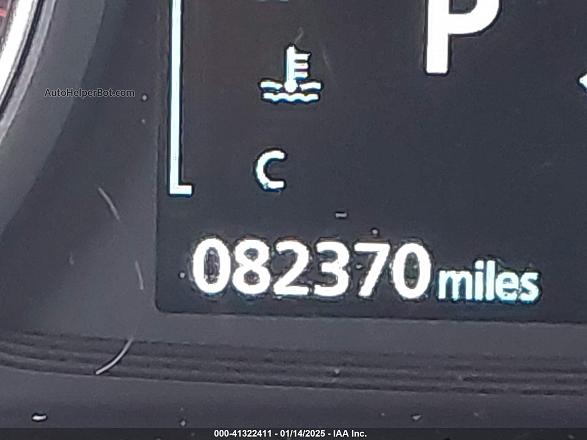 P
AutoHelperBot.com
C
082370 miles
000-41322411 - 01/14/2025 - IAA Inc.